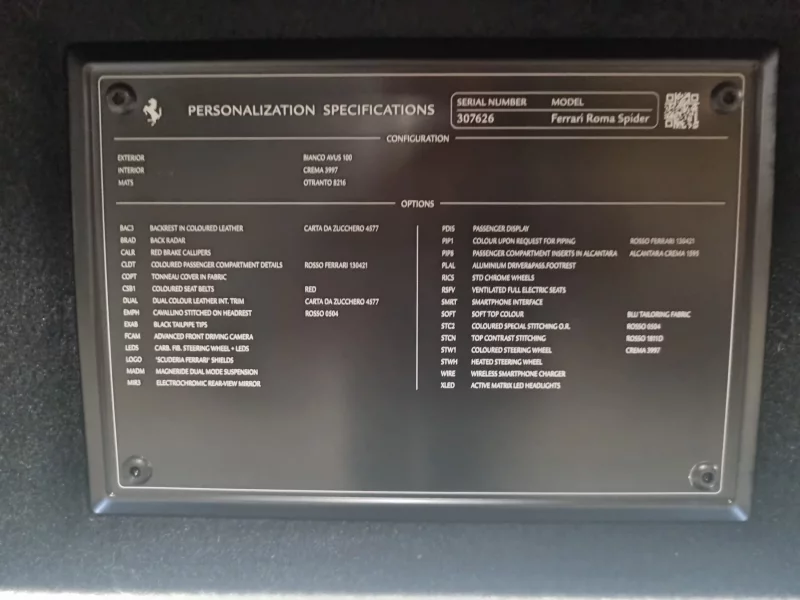 PERSONALIZATION SPECIFICATIONS
SERIAL NUMBER MODEL
307626 Ferrari Roma Spider
CONFIGURATION
EXTERIOR BIANCO AVUS 100
INTERIOR CREMA 3997
MATS OTRANTO 8216
OPTIONS
BAC3 BACKREST IN COLOURED LEATHER CARTA DA ZUCCHERO 4577
BRAD BACK RADAR
CALR RED BRAKE CALLIPERS
CLDT COLOURED PASSENGER COMPARTMENT DETAILS ROSSO FERRARI 130421
COPT TONNEAU COVER IN FABRIC
CSB1 COLOURED SEAT BELTS RED
DUAL DUAL COLOUR LEATHER INT. TRIM CARTA DA ZUCCHERO 4577
EMPH CAVALLINO STITCHED ON HEADREST ROSSO 0504
EXAB BLACK TAILPIPE TIPS
FCAM ADVANCED FRONT DRIVING CAMERA
LEDS CARB. FIB. STEERING WHEEL + LEDS
LOGO 'SCUDERIA FERRARI' SHIELDS
MADM MAGNERIDE DUAL MODE SUSPENSION
MIR3 ELECTROCHROMIC REAR-VIEW MIRROR
PDIS PASSENGER DISPLAY
PIP1 COLOUR UPON REQUEST FOR PIPING ROSSO FERRARI 130421
PASSENGER COMPARTMENT INSERTS IN ALCANTARA ALCANTARA CREMA
PLAL ALUMINIUM DRIVER&PASS.FOOTREST
RIC5 STD CHROME WHEELS
RSFV VENTILATED FULL ELECTRIC SEATS
SMRT SMARTPHONE INTERFACE
SOFT SOFT TOP COLOUR BLU TAILORING FABRIC
STC2 COLOURED SPECIAL STITCHING O.R. ROSSO 0504
STCN TOP CONTRAST STITCHING ROSSO
STW1 COLOURED STEERING WHEEL CREMA 3997
STWH HEATED STEERING WHEEL
WIRE WIRELESS SMARTPHONE CHARGER
XLED ACTIVE MATRIX LED HEADLIGHTS